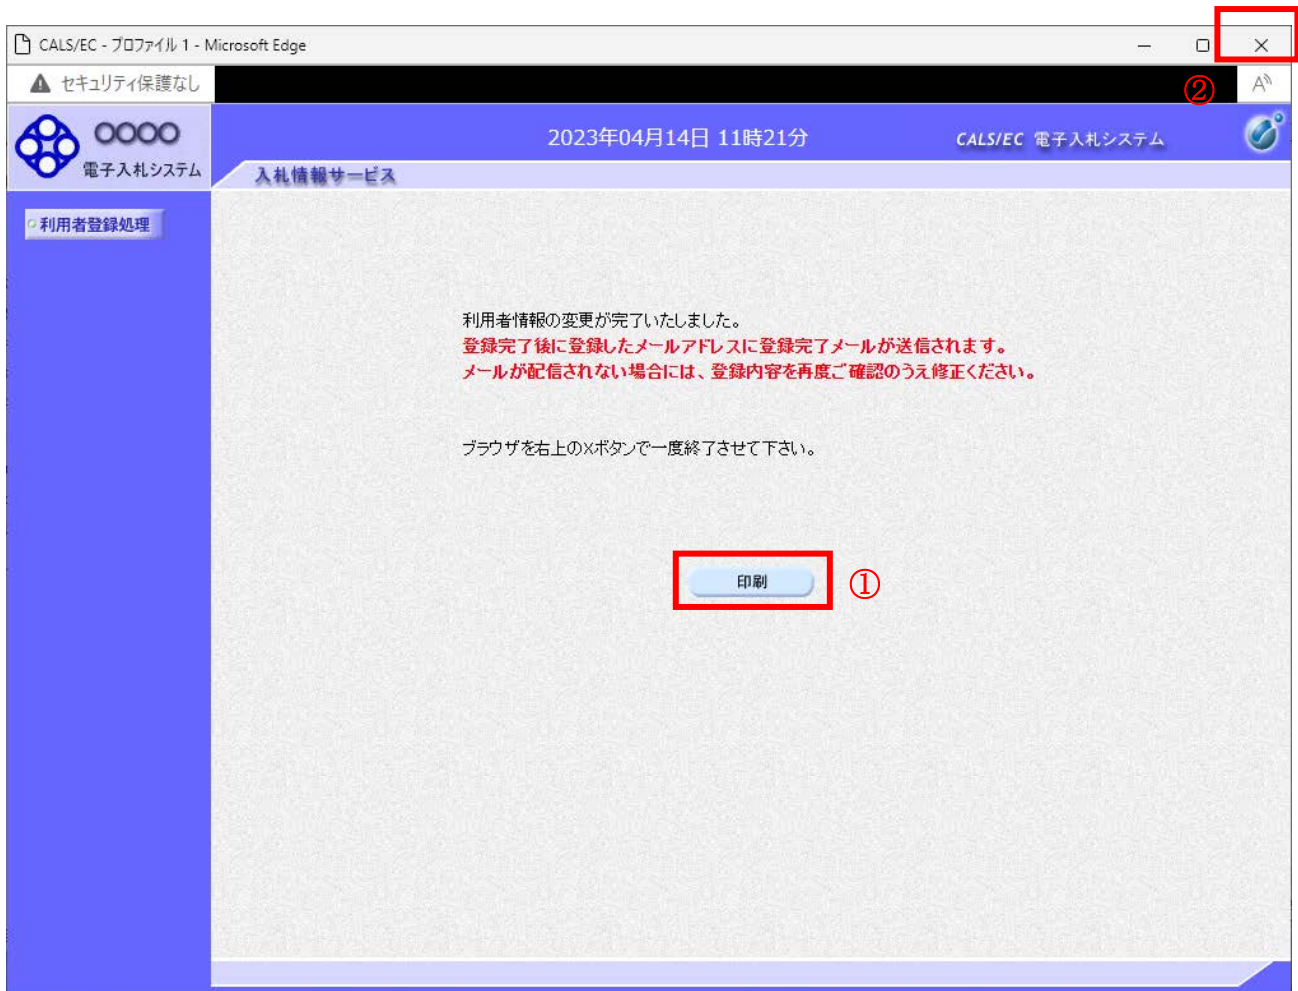 CALS/EC - プロファイル 1 - Microsoft Edge
セキュリティ保護なし
②
A
〇〇〇〇
電子入札システム
2023年04月14日 11時21分
CALS/EC 電子入札システム
入札情報サービス
利用者登録処理
利用者情報の変更が完了いたしました。
登録完了後に登録したメールアドレスに登録完了メールが送信されます。
メールが配信されない場合には、登録内容を再度ご確認のうえ修正ください。
ブラウザを右上の×ボタンで一度終了させて下さい。
印刷
①